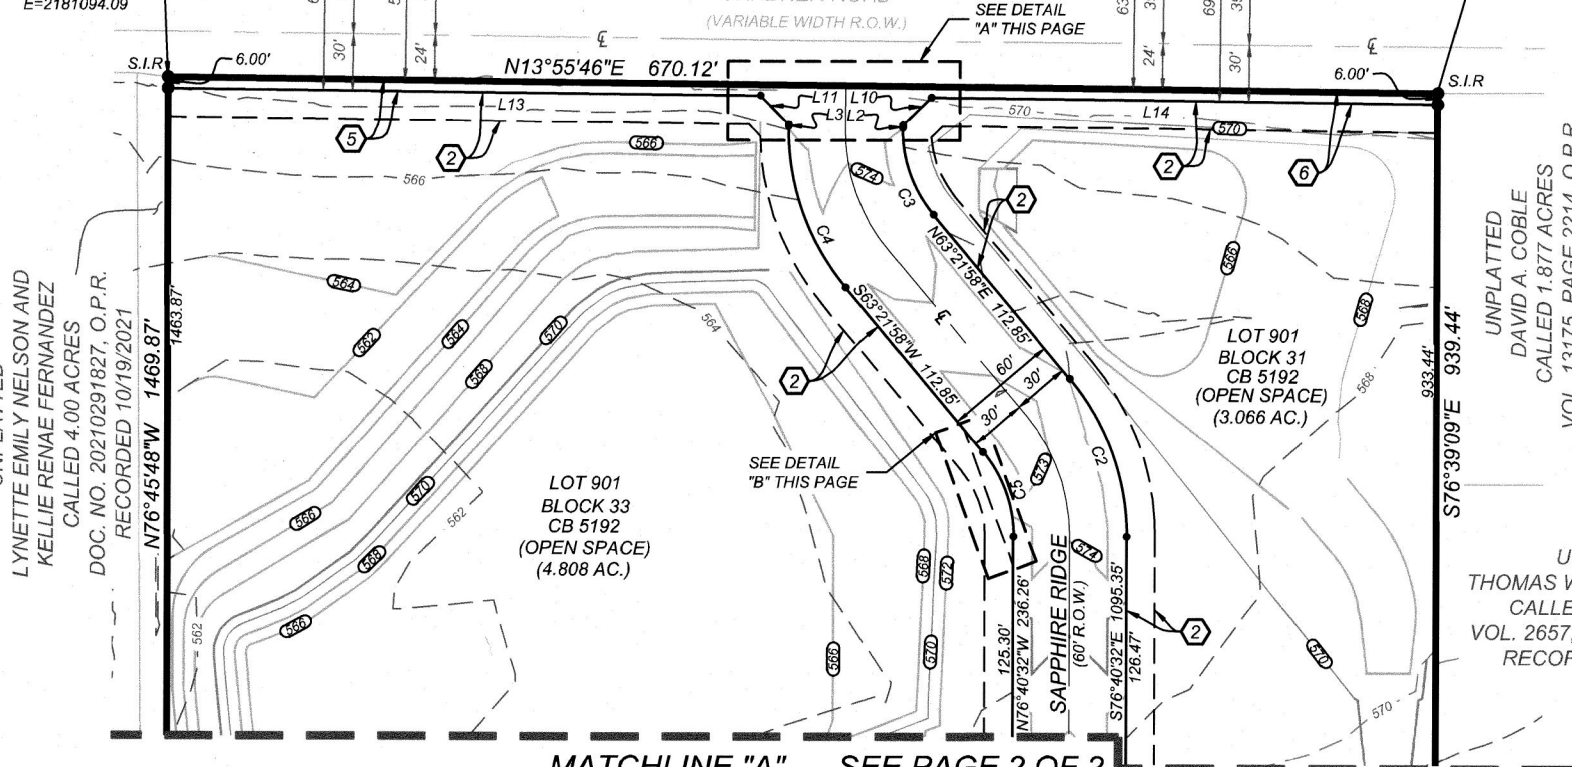 E=2181094.09
(VARIABLE WIDTH R.O.W.)
SEE DETAIL
"A" THIS PAGE
30'
24'
℄
24'
30'
℄
S.I.R
6.00'
N13°55'46"E 670.12'
6.00'
S.I.R
L13
L11
L10
L3
L2
570
L14
570
5
2
566
2
6
566
574
C3
2
C4
564
N63°21'58"E 112.85'
566
568
S63°21'58"W 112.85'
℄
562
564
570
568
564
60'
30'
30'
2
568
LOT 901
BLOCK 31
CB 5192
(OPEN SPACE)
(3.066 AC.)
UNPLATTED
DAVID A. COBLE
CALLED 1.877 ACRES
S76°39'09"E 939.44'
933.44'
LYNETTE EMILY NELSON AND
KELLIE RENAE FERNANDEZ
CALLED 4.00 ACRES
DOC. NO. 20210291827, O.P.R.
RECORDED 10/19/2021
N76°45'48"W 1469.87'
1463.87'
SEE DETAIL
"B" THIS PAGE
C2
573
C5
570
562
566
568
566
562
LOT 901
BLOCK 33
CB 5192
(OPEN SPACE)
(4.808 AC.)
568
572
574
566
570
125.30'
N76°40'32"W 236.26'
SAPPHIRE RIDGE
(60' R.O.W.)
S76°40'32"E 1095.35'
126.47'
2
570
570
THOMAS
CALLE
VOL. 2657,
RECOR
MATCHLINE "A" SEE PAGE 2 OF 2